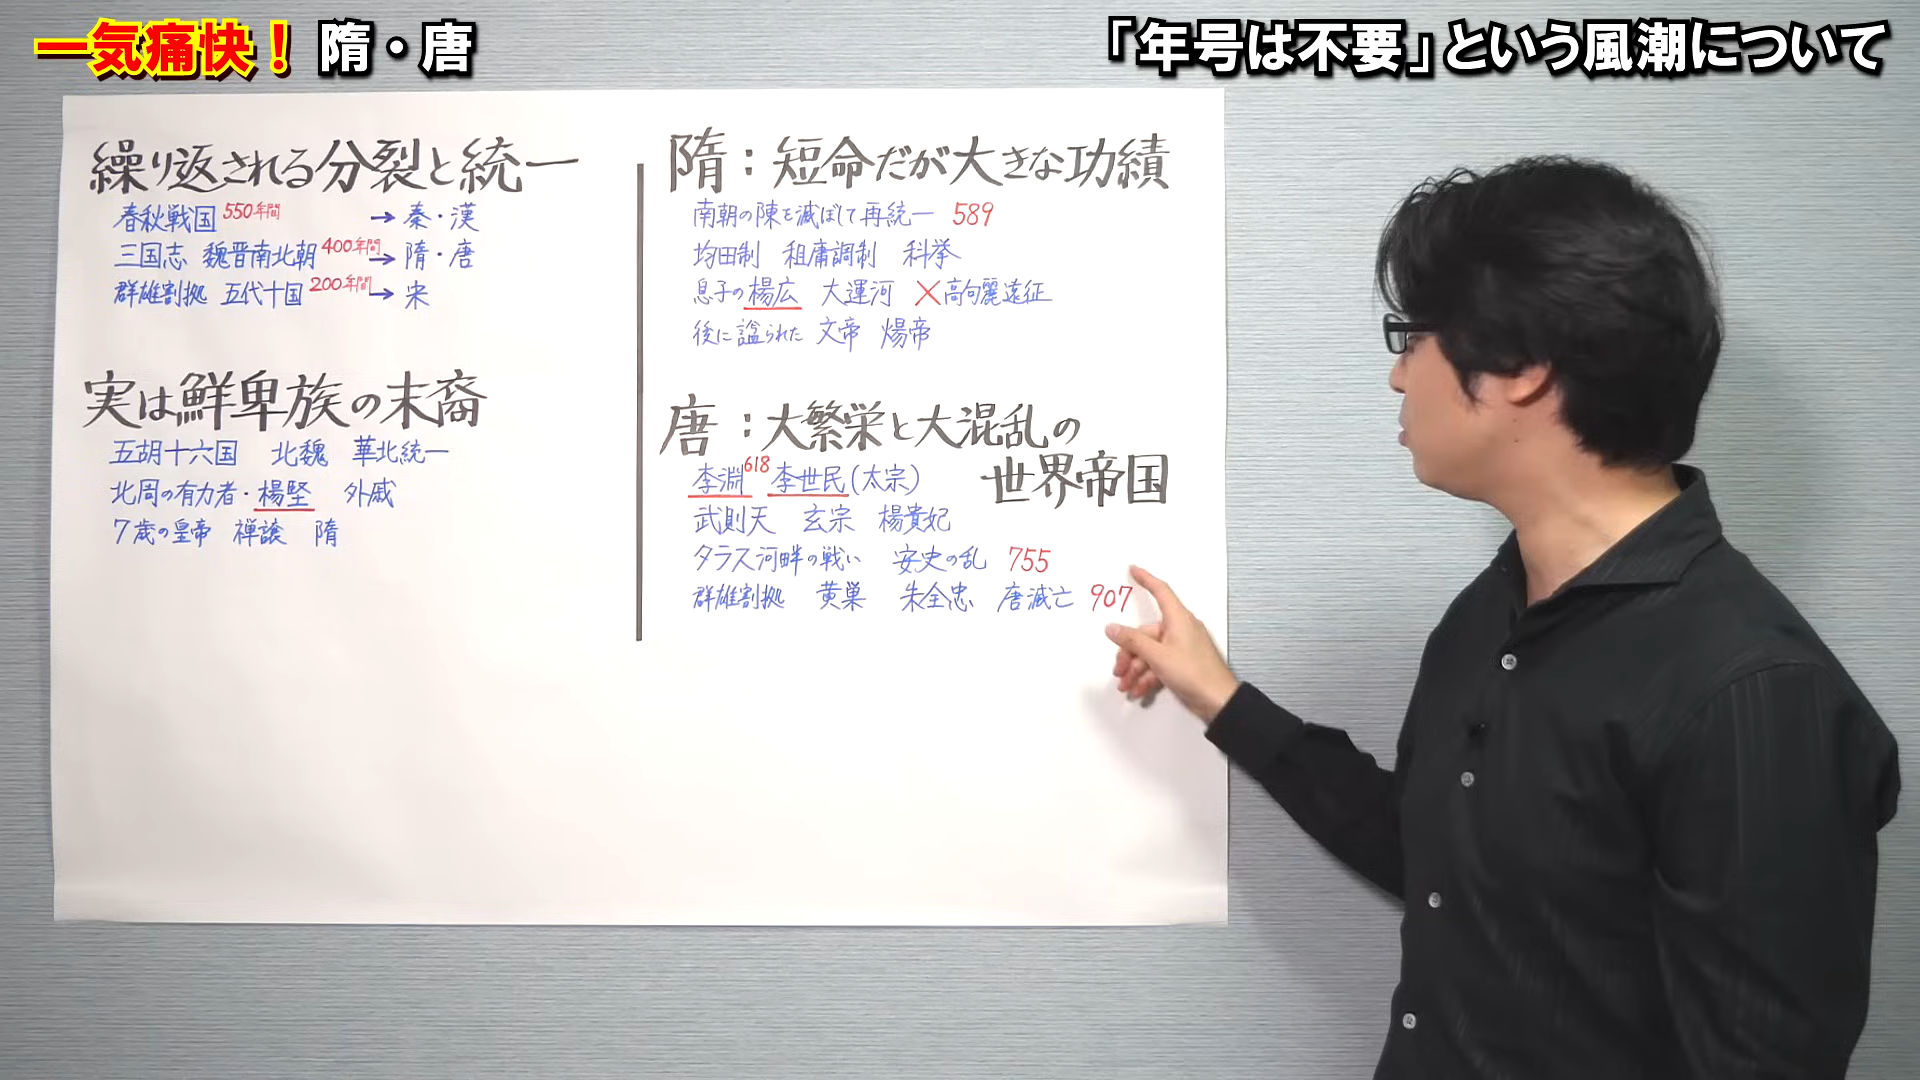 一気痛快！ 隋・唐
「年号は不要」という風潮について
繰り返される分裂と統一
春秋戦国 550年間 → 秦・漢
三国志 魏晋南北朝 400年間 → 隋・唐
群雄割拠 五代十国 200年間 → 宋
実は鮮卑族の末裔
五胡十六国 北魏 華北統一
北周の有力者・楊堅 外戚
7歳の皇帝 禅譲 隋
隋：短命だが大きな功績
南朝の陳を滅ぼして再統一 589
均田制 租庸調制 科挙
息子の楊広 大運河 ×高句麗遠征
後に諡られた 文帝 煬帝
唐：大繁栄と大混乱の
世界帝国
李淵 618 李世民(太宗)
武則天 玄宗 楊貴妃
タラス河畔の戦い 安史の乱 755
群雄割拠 黄巣 朱全忠 唐滅亡 907